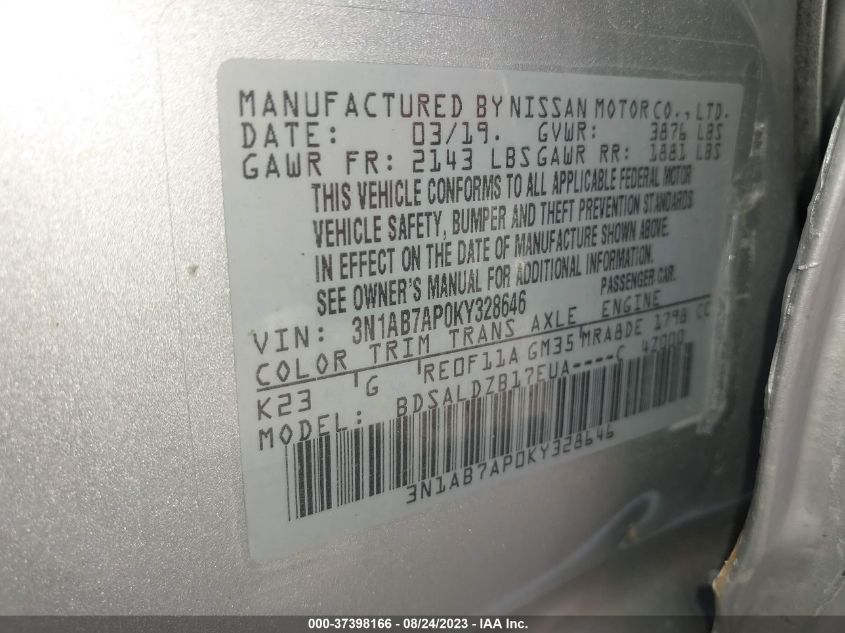 MANUFACTURED BY NISSAN MOTOR CO., LTD.
DATE: 03/19. GVWR: 3876 LBS
GAWR FR: 2143 LBS GAWR RR: 1881 LBS
THIS VEHICLE CONFORMS TO ALL APPLICABLE FEDERAL MOTOR
VEHICLE SAFETY, BUMPER AND THEFT PREVENTION STANDARDS
IN EFFECT ON THE DATE OF MANUFACTURE SHOWN ABOVE.
SEE OWNER'S MANUAL FOR ADDITIONAL INFORMATION.
VIN: 3N1AB7AP0KY328646 PASSENGER CAR.
COLOR TRIM TRANS AXLE ENGINE
K23 G RE0F11A GM35 MRA8DE 1798 CC
MODEL: BDSALDZB17EUA----C 4Z000
3N1AB7AP0KY328646
000-37398166 - 08/24/2023 - Copyright © IAA, Inc.